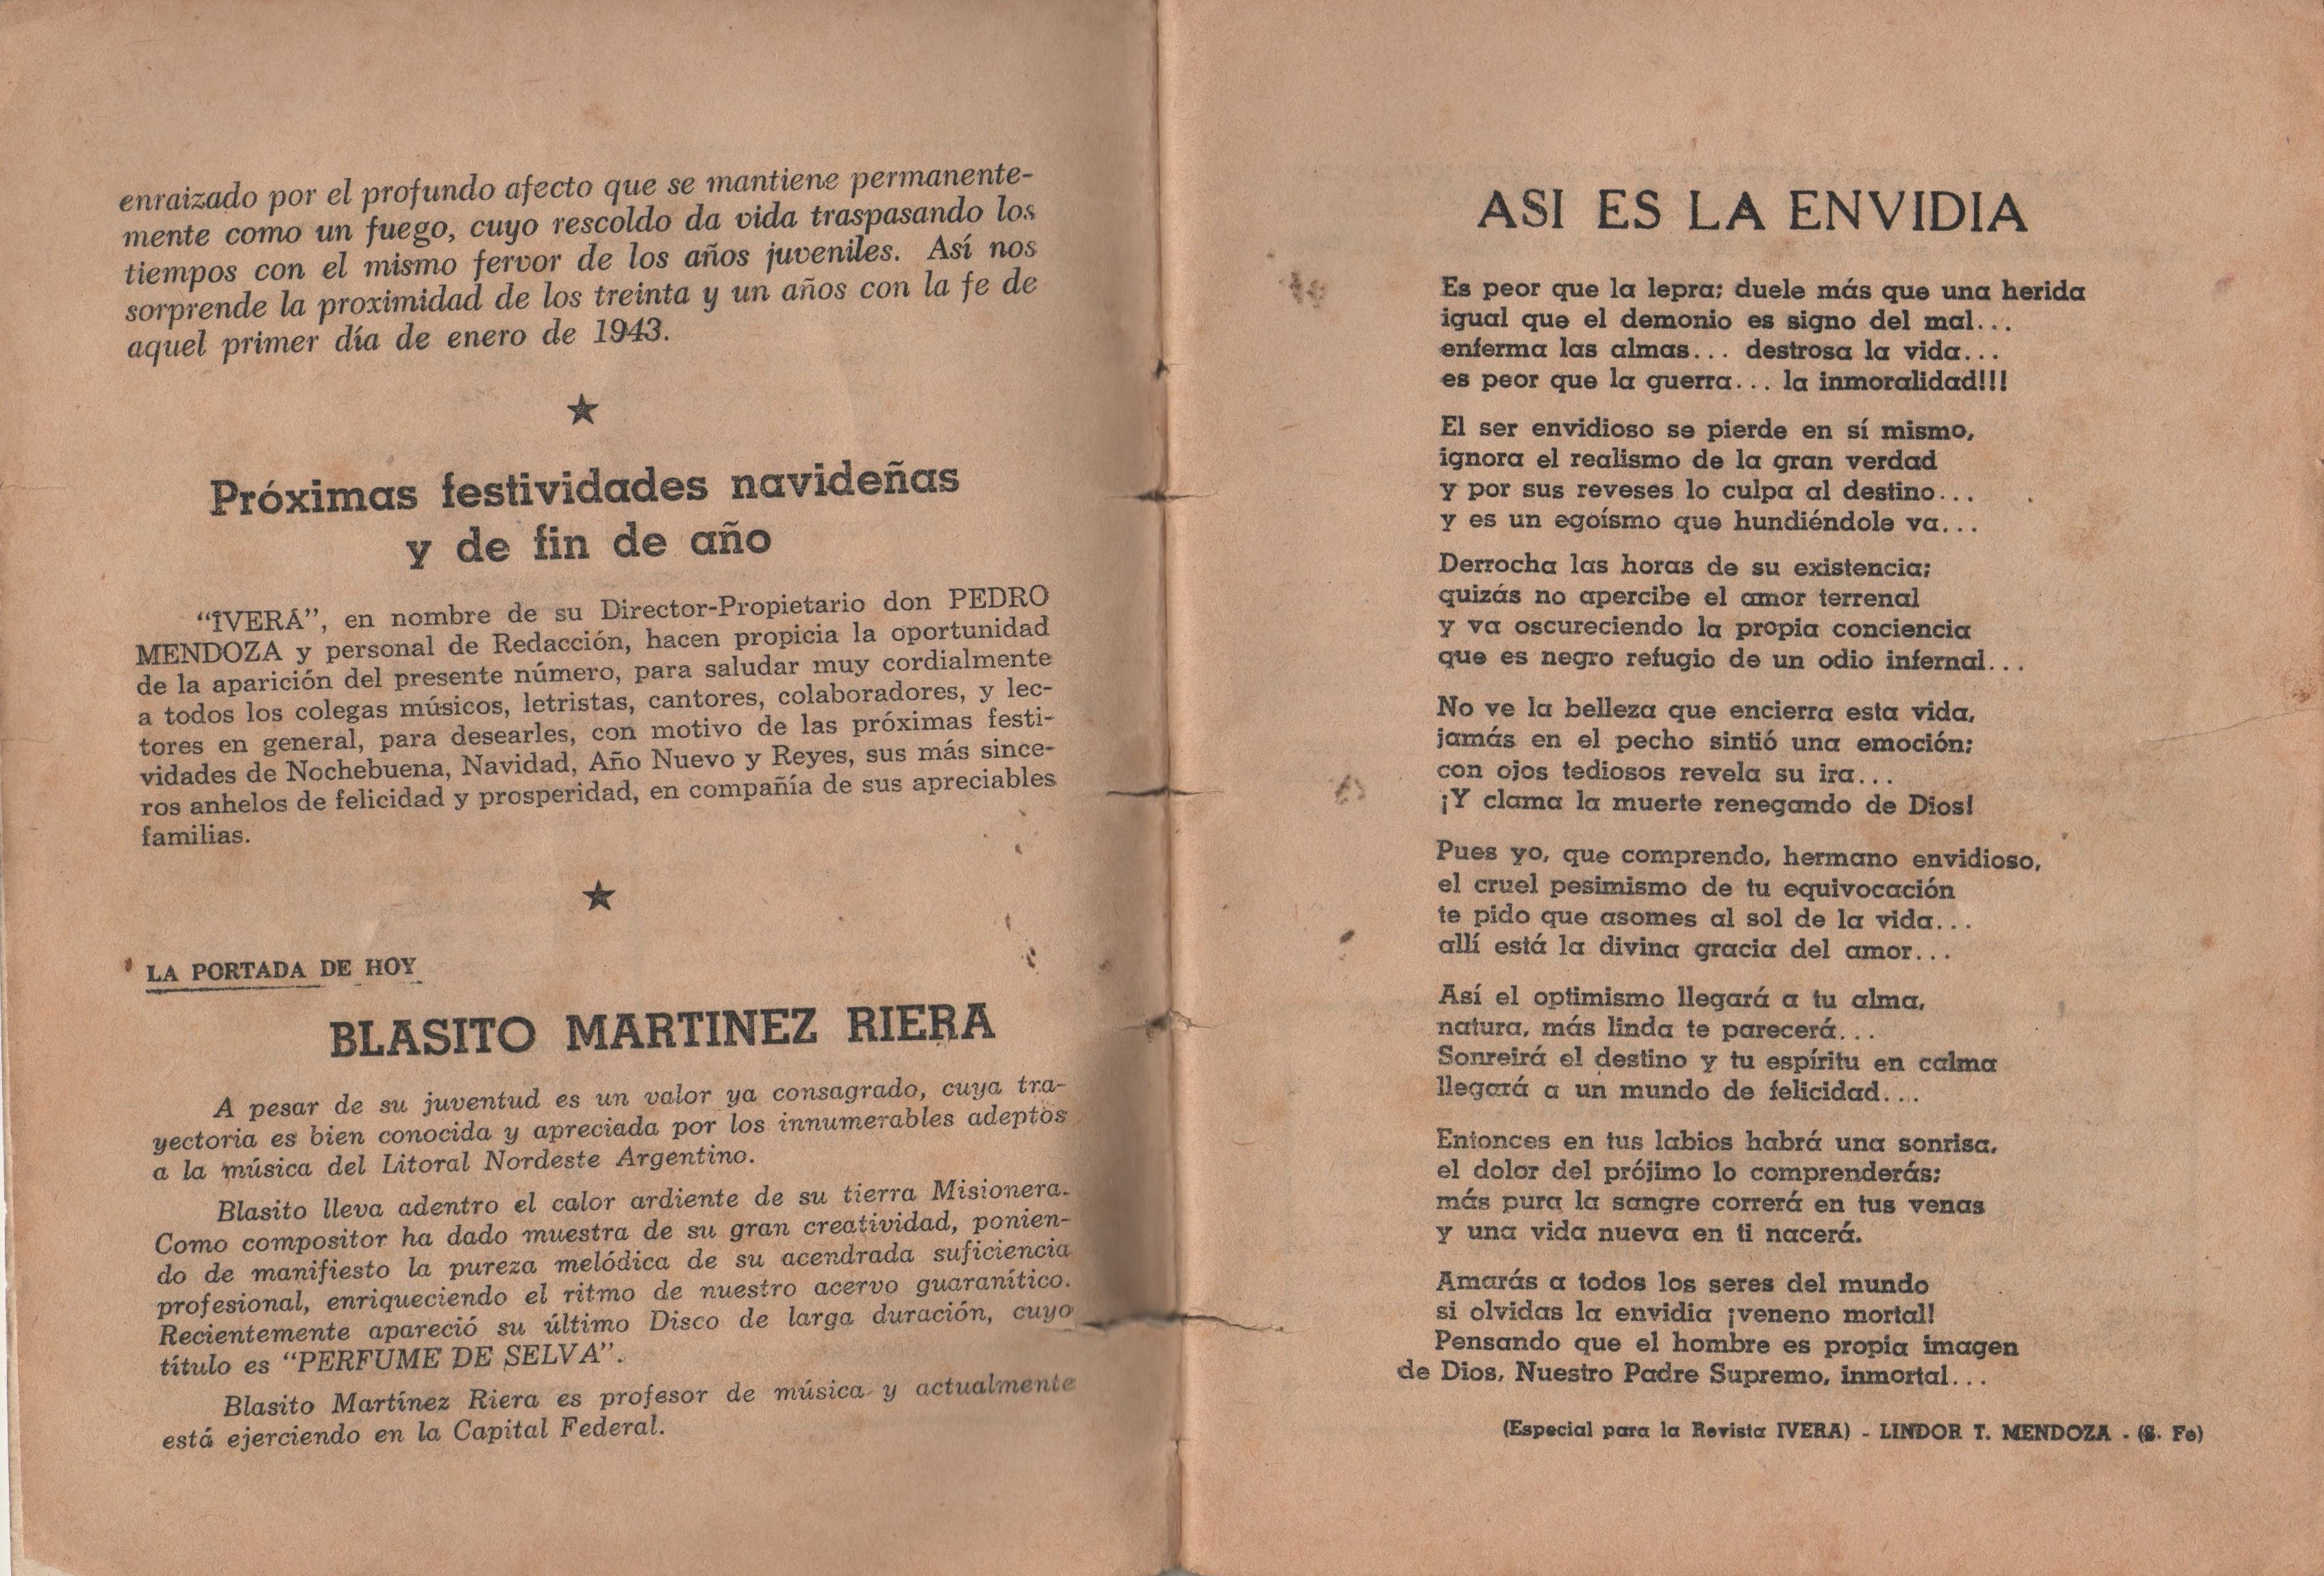 enraizado por el profundo afecto que se mantiene permanente-
mente como un fuego, cuyo rescoldo da vida traspasando los
tiempos con el mismo fervor de los años juveniles. Así nos
sorprende la proximidad de los treinta y un años con la fe de
aquel primer día de enero de 1943.
★
Próximas festividades navideñas
y de fin de año
“IVERÁ”, en nombre de su Director-Propietario don PEDRO
MENDOZA y personal de Redacción, hacen propicia la oportunidad
de la aparición del presente número, para saludar muy cordialmente
a todos los colegas músicos, letristas, cantores, colaboradores, y lec-
tores en general, para desearles, con motivo de las próximas festi-
vidades de Nochebuena, Navidad, Año Nuevo y Reyes, sus más since-
ros anhelos de felicidad y prosperidad, en compañía de sus apreciables
familias.
★
LA PORTADA DE HOY
BLASITO MARTINEZ RIERA
A pesar de su juventud es un valor ya consagrado, cuya tra-
yectoria es bien conocida y apreciada por los innumerables adeptos
a la música del Litoral Nordeste Argentino.
Blasito lleva adentro el calor ardiente de su tierra Misionera.
Como compositor ha dado muestra de su gran creatividad, ponien-
do de manifiesto la pureza melódica de su acendrada suficiencia
profesional, enriqueciendo el ritmo de nuestro acervo guaranítico.
Recientemente apareció su último Disco de larga duración, cuyo
título es “PERFUME DE SELVA”.
Blasito Martínez Riera es profesor de música y actualmente
está ejerciendo en la Capital Federal.
ASI ES LA ENVIDIA
Es peor que la lepra; duele más que una herida
igual que el demonio es signo del mal...
enferma las almas... destrosa la vida...
es peor que la guerra... la inmoralidad!!!
El ser envidioso se pierde en sí mismo,
ignora el realismo de la gran verdad
y por sus reveses lo culpa al destino...
y es un egoísmo que hundiéndole va...
Derrocha las horas de su existencia;
quizás no apercibe el amor terrenal
y va oscureciendo la propia conciencia
que es negro refugio de un odio infernal...
No ve la belleza que encierra esta vida,
jamás en el pecho sintió una emoción;
con ojos tediosos revela su ira...
¡Y clama la muerte renegando de Dios!
Pues yo, que comprendo, hermano envidioso,
el cruel pesimismo de tu equivocación
te pido que asomes al sol de la vida...
allí está la divina gracia del amor...
Así el optimismo llegará a tu alma,
natura, más linda te parecerá...
Sonreirá el destino y tu espíritu en calma
llegará a un mundo de felicidad...
Entonces en tus labios habrá una sonrisa,
el dolor del prójimo lo comprenderás;
más pura la sangre correrá en tus venas
y una vida nueva en ti nacerá.
Amarás a todos los seres del mundo
si olvidas la envidia ¡veneno mortal!
Pensando que el hombre es propia imagen
de Dios, Nuestro Padre Supremo, inmortal...
(Especial para la Revista IVERA) - LINDOR T. MENDOZA - (S. Fe)